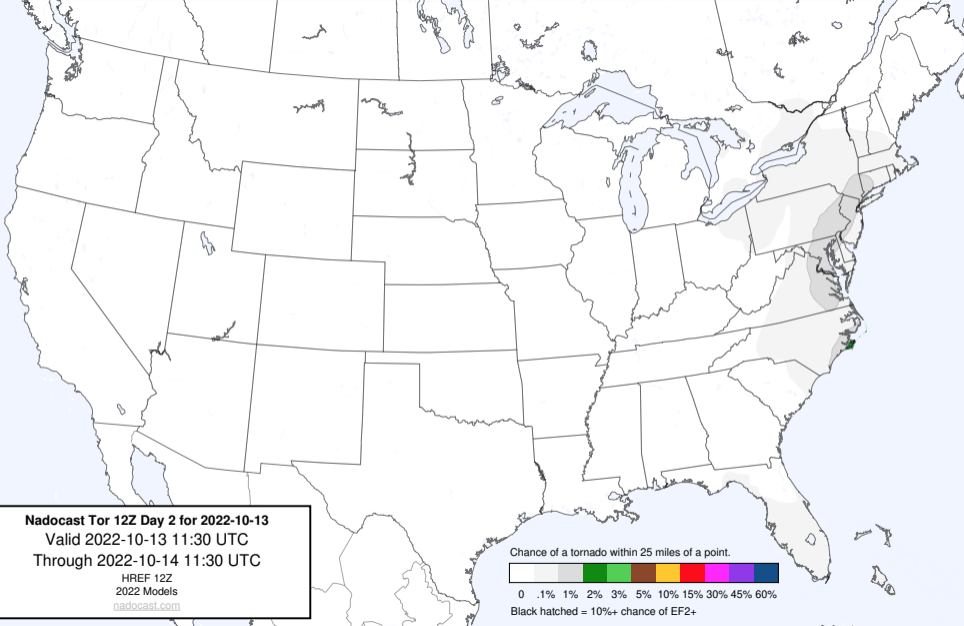 Nadocast Tor 12Z Day 2 for 2022-10-13
Valid 2022-10-13 11:30 UTC
Through 2022-10-14 11:30 UTC
HREF 12Z
2022 Models
nadocast.com
Chance of a tornado within 25 miles of a point.
0 .1% 1% 2% 3% 5% 10% 15% 30% 45% 60%
Black hatched = 10%+ chance of EF2+